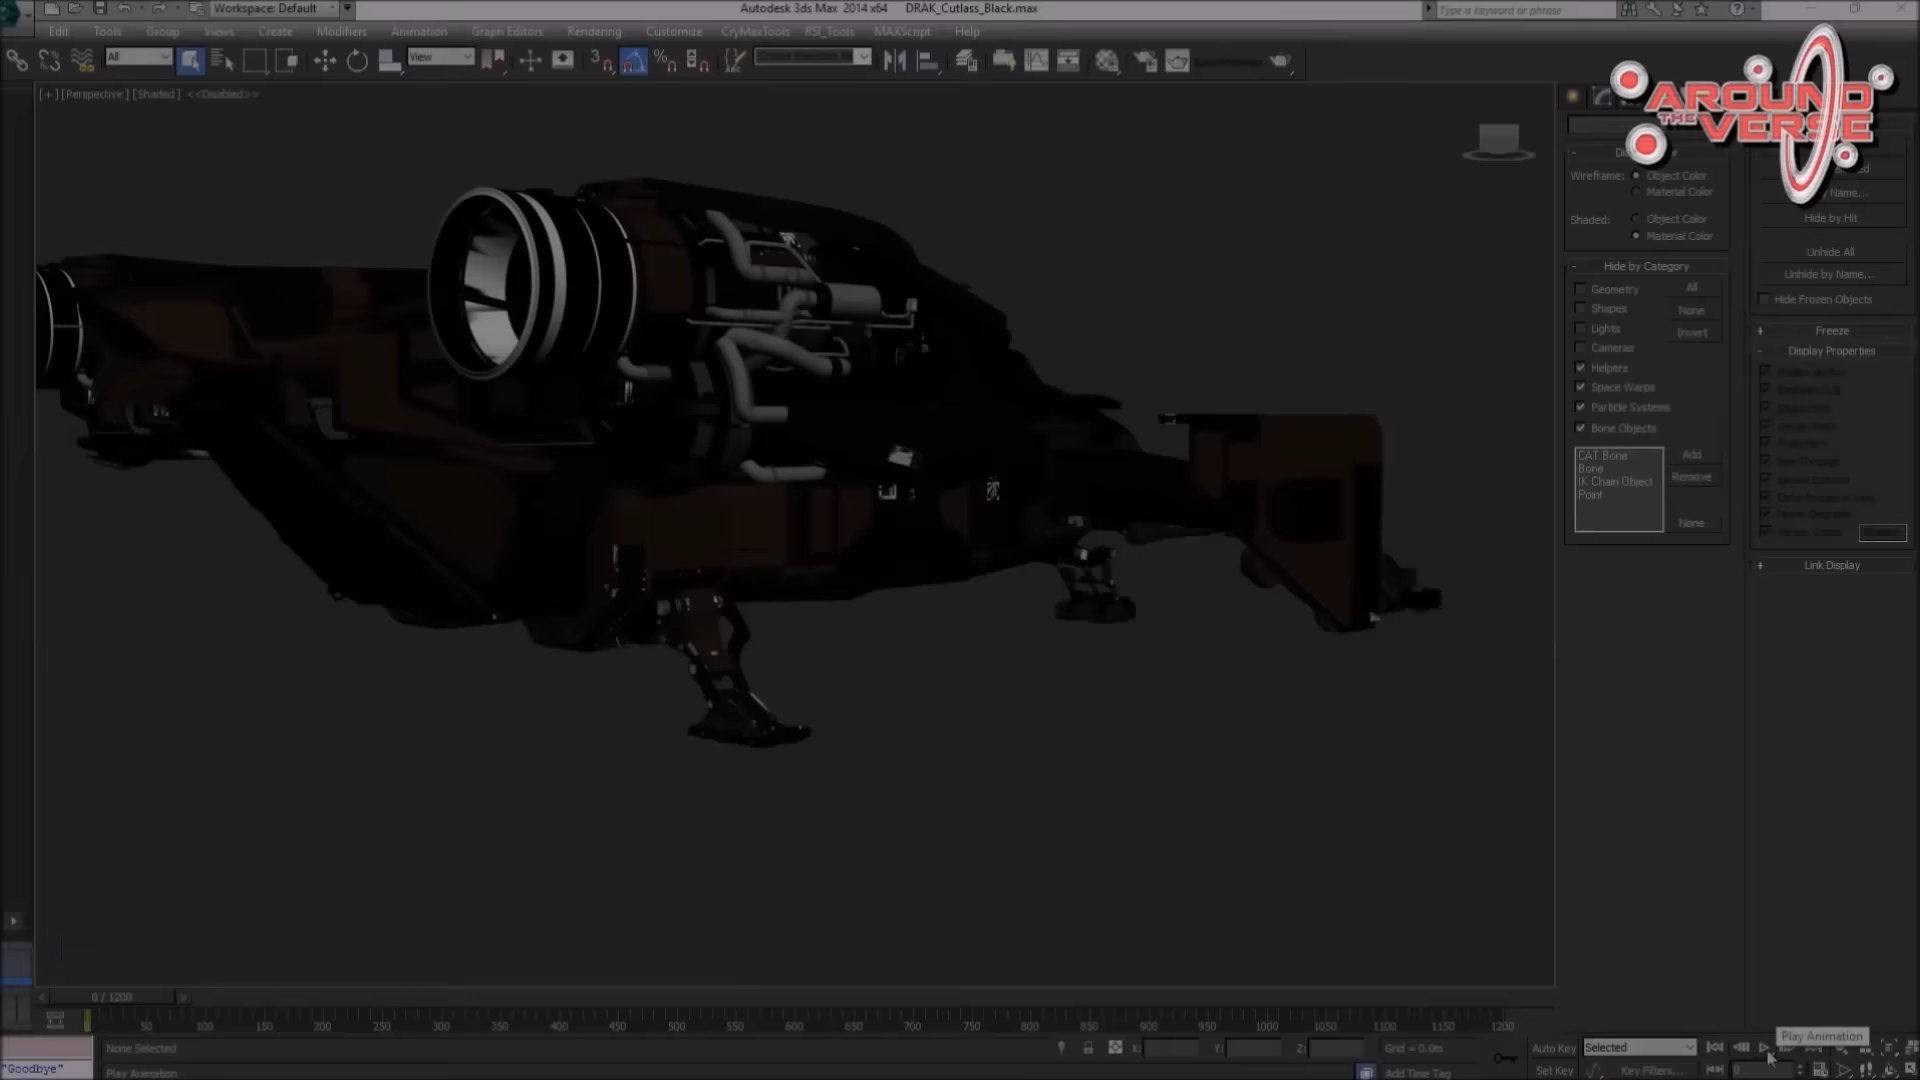 Workspace: Default
Autodesk 3ds Max 2014 x64 DRAK_Cutlass_Black.max
Type a keyword or phrase
Edit Tools Group Views Create Modifiers Animation Graph Editors Rendering Customize CryMaxTools RSI_Tools MAXScript Help
All
View
[+] [Perspective] [Shaded] <<Disabled>>
AROUND
THE VERSE
Wireframe: Object Color
Material Color
Shaded: Object Color
Material Color
Hide by Category
Geometry All
Shapes None
Lights Invert
Cameras
Helpers
Space Warps
Particle Systems
Bone Objects
CAT Bone
Bone
IK Chain Object
Point
Add
Remove
None
Name...
Hide by Hit
Unhide All
Unhide by Name...
Hide Frozen Objects
+ Freeze
- Display Properties
+ Link Display
0 / 1200
50 100 150 200 250 300 350 400 450 500 550 600 650 700 750 800 850 900 950 1000 1050 1100 1150 1200
None Selected
X: Y: Z: Grid = 0.0m
Auto Key Selected
Play Animation
"Goodbye"
Play Animation
Add Time Tag
Set Key Key Filters...
0